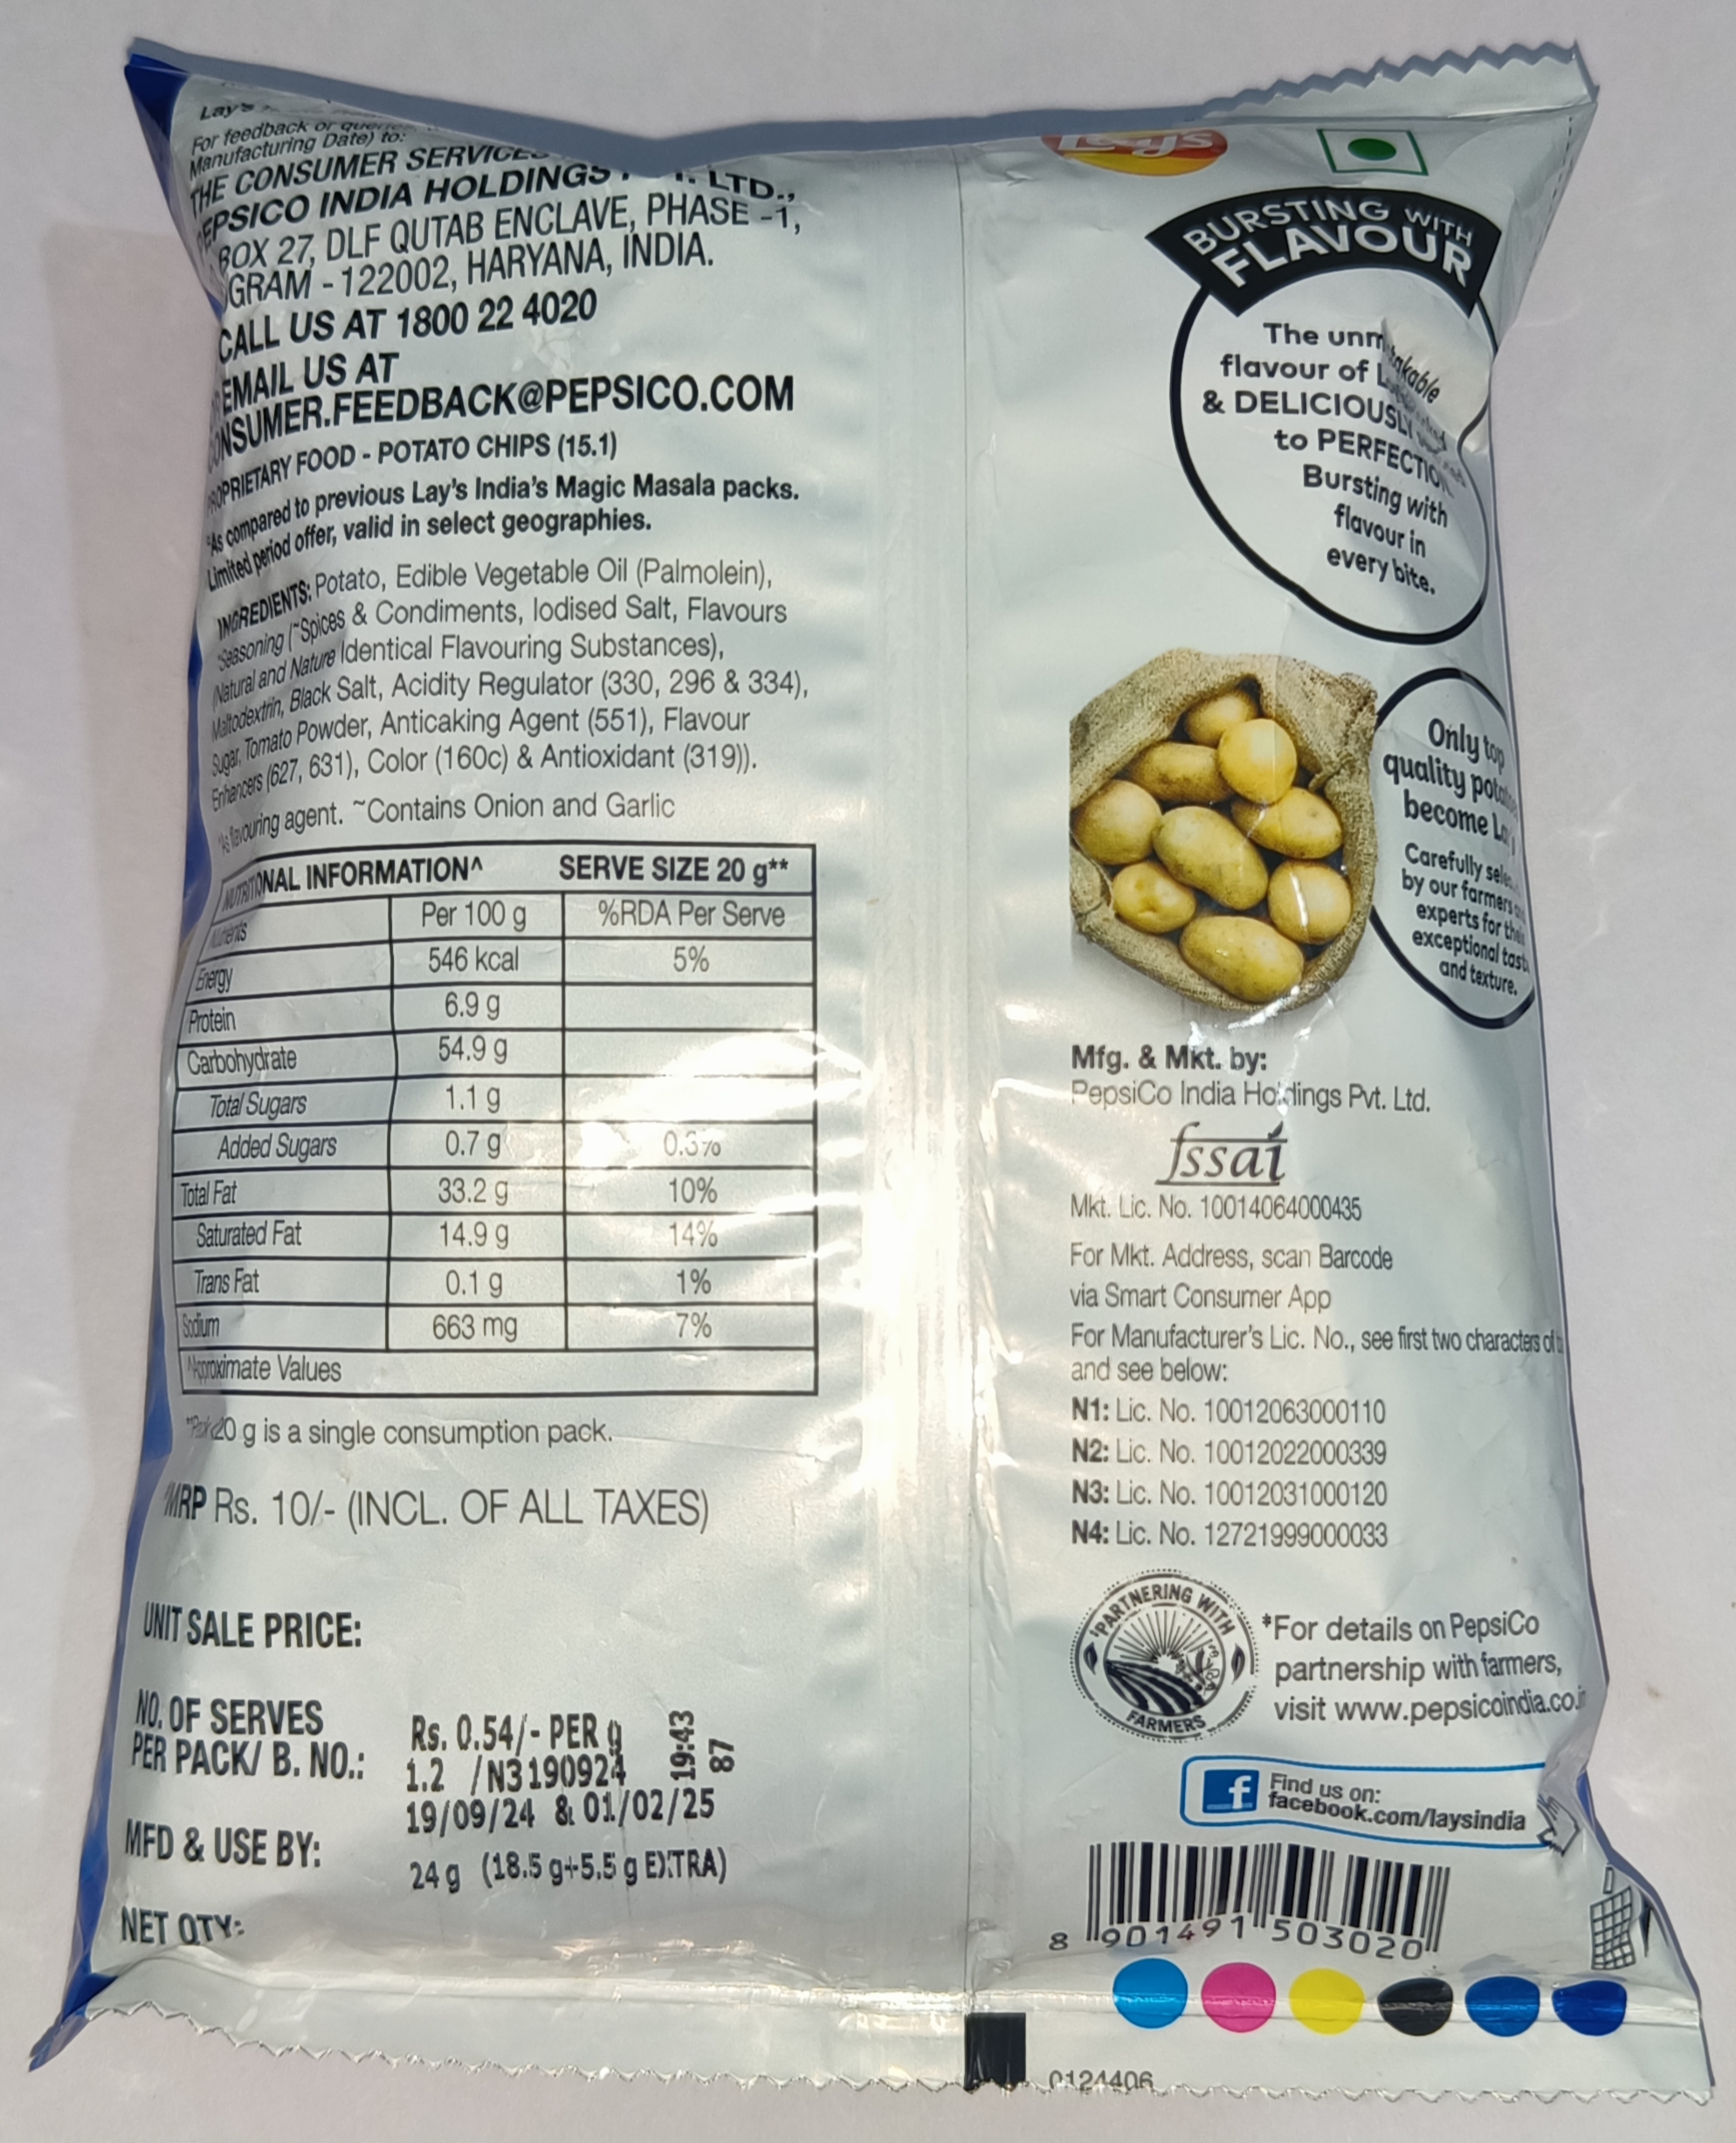 Lay's
For feedback or
Manufacturing Date) to:
THE CONSUMER
PEPSICO INDIA HOLDINGS LTD.,
BOX 27, DLF QUTAB ENCLAVE, PHASE -1,
GRAM - 122002, HARYANA, INDIA.
CALL US AT 1800 22 4020
EMAIL US AT
CONSUMER.FEEDBACK@PEPSICO.COM
PROPRIETARY FOOD - POTATO CHIPS (15.1)
As compared to previous Lay's India's Magic Masala packs.
Limited period offer, valid in select geographies.
INGREDIENTS: Potato, Edible Vegetable Oil (Palmolein),
*Seasoning (~Spices & Condiments, Iodised Salt, Flavours
(Natural and Nature Identical Flavouring Substances),
Maltodextrin, Black Salt, Acidity Regulator (330, 296 & 334),
Sugar, Tomato Powder, Anticaking Agent (551), Flavour
Enhancers (627, 631), Color (160c) & Antioxidant (319)).
*As flavouring agent. ~Contains Onion and Garlic
NUTRITIONAL INFORMATION^ SERVE SIZE 20 g**
Nutrients Per 100 g %RDA Per Serve
Energy 546 kcal 5%
Protein 6.9 g
Carbohydrate 54.9 g
Total Sugars 1.1 g
Added Sugars 0.7 g 0.3%
Total Fat 33.2 g 10%
Saturated Fat 14.9 g 14%
Trans Fat 0.1 g 1%
Sodium 663 mg 7%
^Approximate Values
20 g is a single consumption pack.
MRP Rs. 10/- (INCL. OF ALL TAXES)
UNIT SALE PRICE:
NO. OF SERVES
PER PACK/ B. NO.:
MFD & USE BY:
NET QTY:
Rs. 0.54/- PER g
1.2 /N3190924
19/09/24 & 01/02/25
24 g (18.5 g+5.5 g EXTRA)
19:43
87
Lay's
BURSTING WITH
FLAVOUR
The unmistakable
flavour of
& DELICIOUSLY
to PERFECTION
Bursting with
flavour in
every bite.
Only top
quality potatoes
become
Carefully
by our farmers
experts for their
exceptional taste
and texture.
Mfg. & Mkt. by:
PepsiCo India Holdings Pvt. Ltd.
fssai
Mkt. Lic. No. 10014064000435
For Mkt. Address, scan Barcode
via Smart Consumer App
For Manufacturer's Lic. No., see first two characters of
and see below:
N1: Lic. No. 10012063000110
N2: Lic. No. 10012022000339
N3: Lic. No. 10012031000120
N4: Lic. No. 12721999000033
PARTNERING WITH
FARMERS
‡For details on PepsiCo
partnership with farmers,
visit www.pepsicoindia.co.in
f Find us on:
facebook.com/laysindia
8 901491 503020
0124406